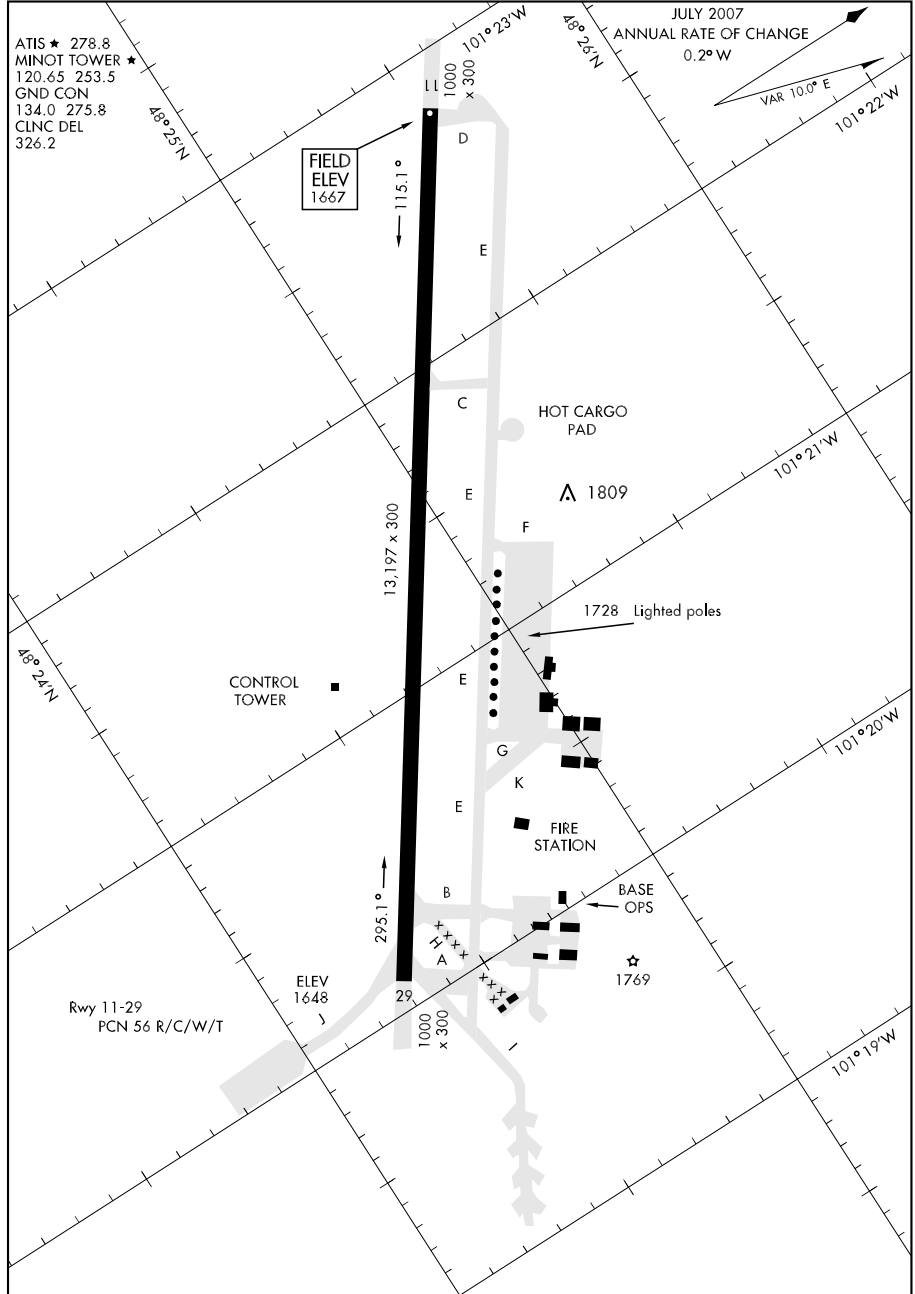 ATIS ★ 278.8
MINOT TOWER ★
120.65 253.5
GND CON
134.0 275.8
CLNC DEL
326.2
JULY 2007
ANNUAL RATE OF CHANGE
0.2° W
VAR 10.0° E
101° 23'W
48° 26'N
101° 22'W
48° 25'N
11
1000
x 300
D
FIELD
ELEV
1667
115.1°
E
C
HOT CARGO
PAD
101° 21'W
E
1809
F
13,197 x 300
1728 Lighted poles
48° 24'N
CONTROL
TOWER
E
101° 20'W
G
K
E
FIRE
STATION
295.1°
B
BASE
OPS
x x x x
H
A
x x x x
1769
ELEV
1648
29
J
1000
x 300
Rwy 11-29
PCN 56 R/C/W/T
I
101° 19'W